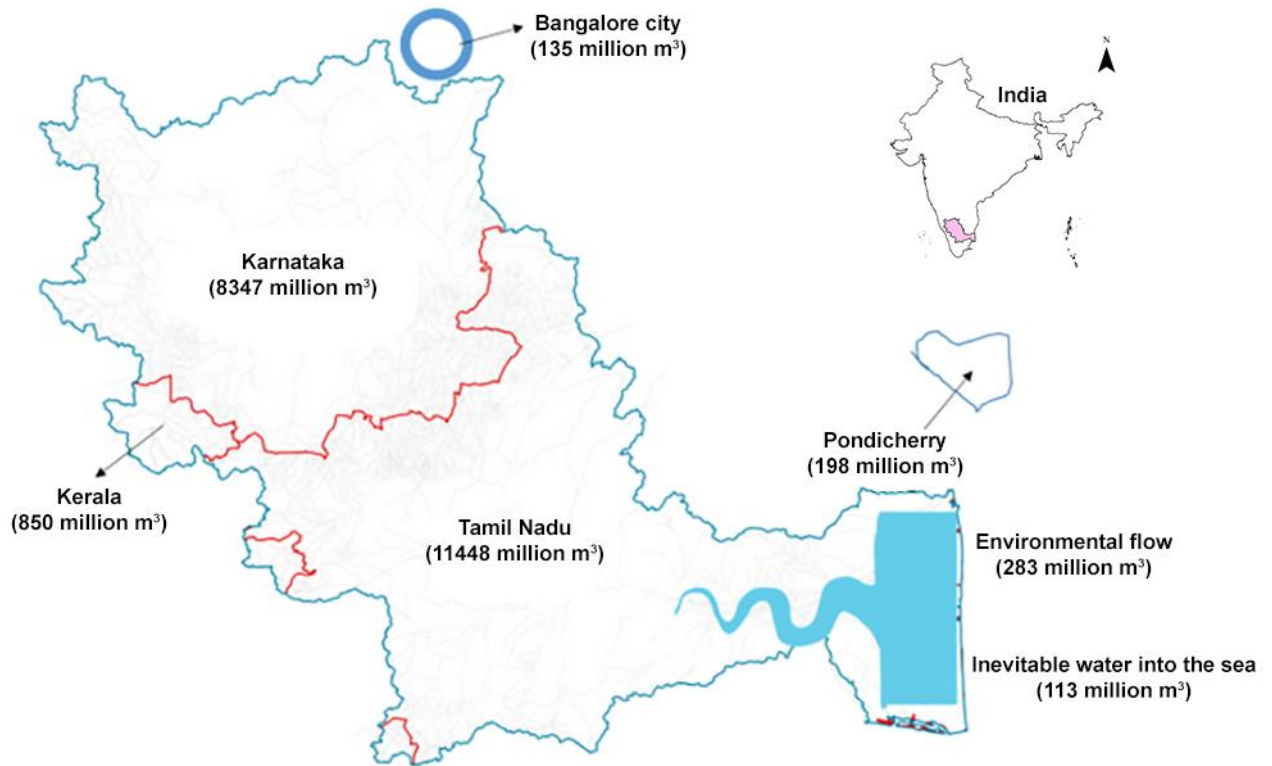 Bangalore city
(135 million m³)
N
India
Karnataka
(8347 million m³)
Pondicherry
(198 million m³)
Kerala
(850 million m³)
Tamil Nadu
(11448 million m³)
Environmental flow
(283 million m³)
Inevitable water into the sea
(113 million m³)